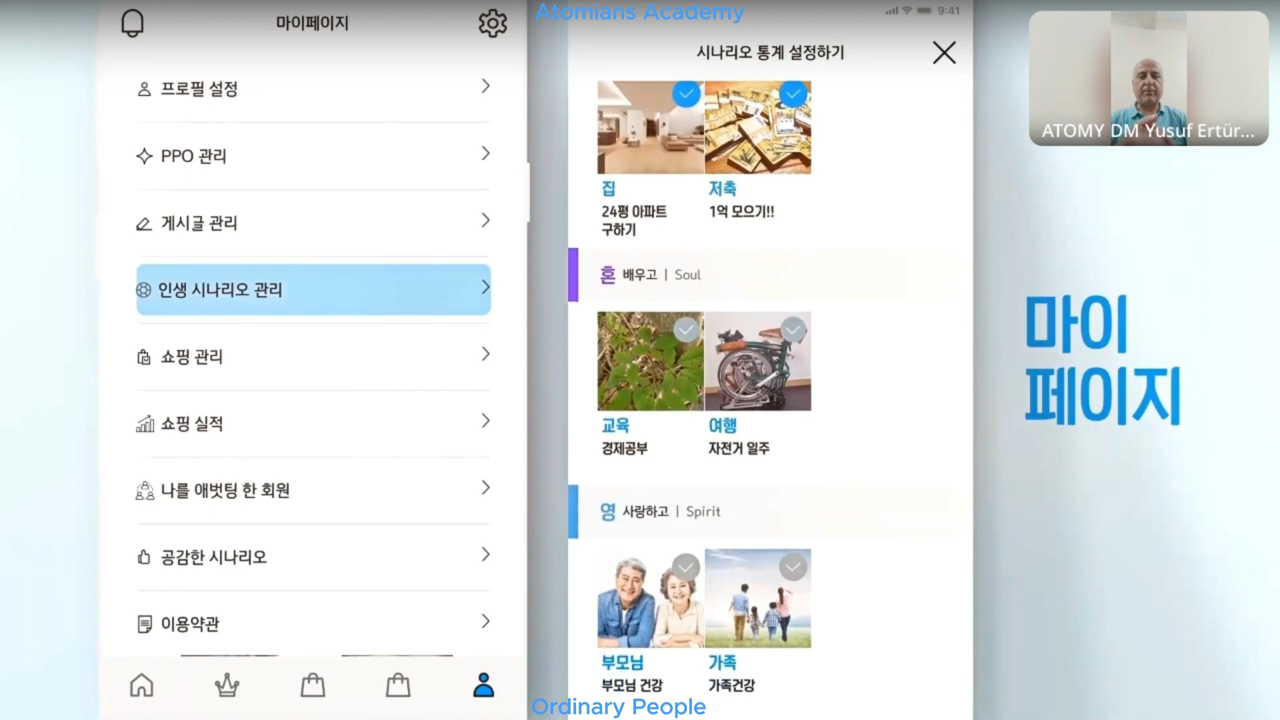 Atomians Academy
마이페이지
프로필 설정
PPO 관리
게시글 관리
인생 시나리오 관리
쇼핑 관리
쇼핑 실적
나를 애벗팅 한 회원
공감한 시나리오
이용약관
9:41
시나리오 통계 설정하기
집
24평 아파트
구하기
저축
1억 모으기!!
혼 배우고 | Soul
교육
경제공부
여행
자전거 일주
영 사랑하고 | Spirit
부모님
부모님 건강
가족
가족건강
Ordinary People
ATOMY DM Yusuf Ertür...
마이
페이지